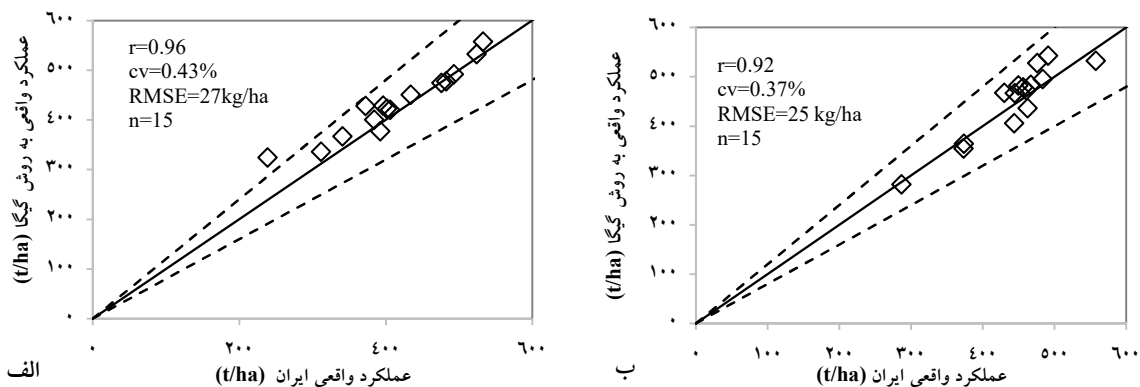 عملکرد واقعی به روش گیگا (t/ha)
۶۰۰
۵۰۰
۴۰۰
۳۰۰
۲۰۰
۱۰۰
۰
r=0.96
cv=0.43%
RMSE=27kg/ha
n=15
۰ ۲۰۰ ۴۰۰ ۶۰۰
عملکرد واقعی ایران (t/ha)
الف
عملکرد واقعی به روش گیگا (t/ha)
۶۰۰
۵۰۰
۴۰۰
۳۰۰
۲۰۰
۱۰۰
۰
r=0.92
cv=0.37%
RMSE=25 kg/ha
n=15
۰ ۱۰۰ ۲۰۰ ۳۰۰ ۴۰۰ ۵۰۰ ۶۰۰
عملکرد واقعی ایران (t/ha)
ب